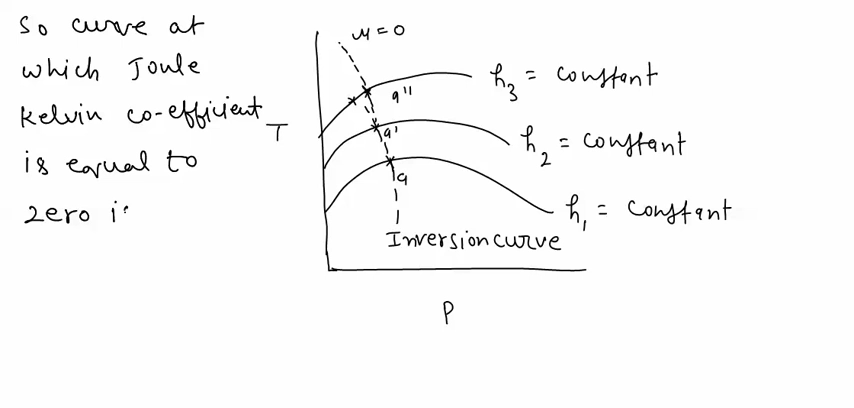 So curve at
which Joule
Kelvin co-efficient
is equal to
zero is
μ = 0
h3 = constant
a"
T
a'
h2 = constant
a
h1 = constant
Inversion curve
P